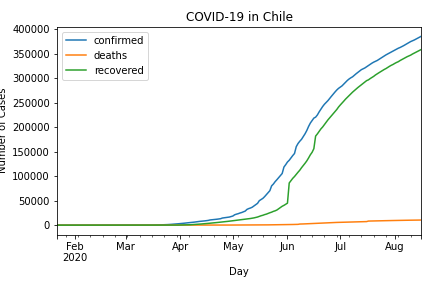 COVID-19 in Chile
confirmed
deaths
recovered
400000
350000
300000
250000
200000
150000
100000
50000
0
Number of Cases
Feb
2020
Mar
Apr
May
Jun
Jul
Aug
Day